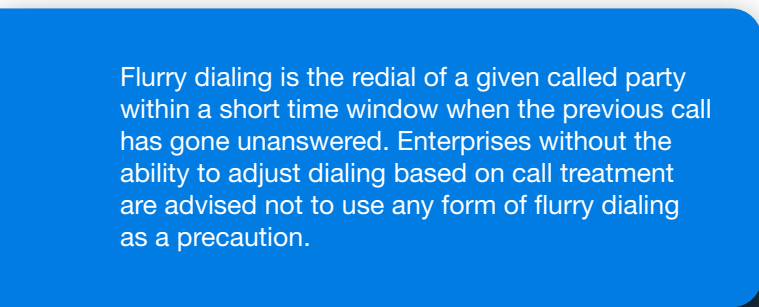 Flurry dialing is the redial of a given called party
within a short time window when the previous call
has gone unanswered. Enterprises without the
ability to adjust dialing based on call treatment
are advised not to use any form of flurry dialing
as a precaution.